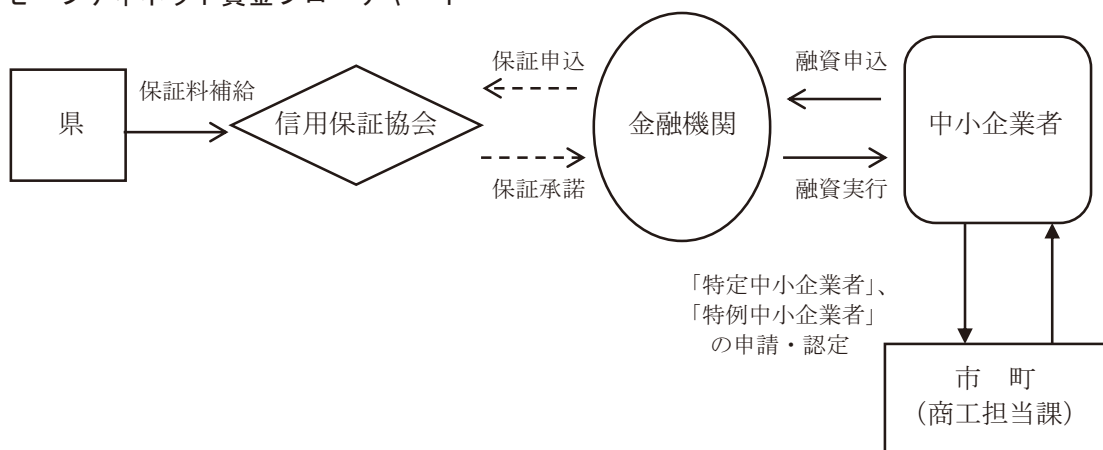 保証申込
融資申込
保証料補給
県
信用保証協会
金融機関
中小企業者
保証承諾
融資実行
「特定中小企業者」、
「特例中小企業者」
の申請・認定
市　町
（商工担当課）